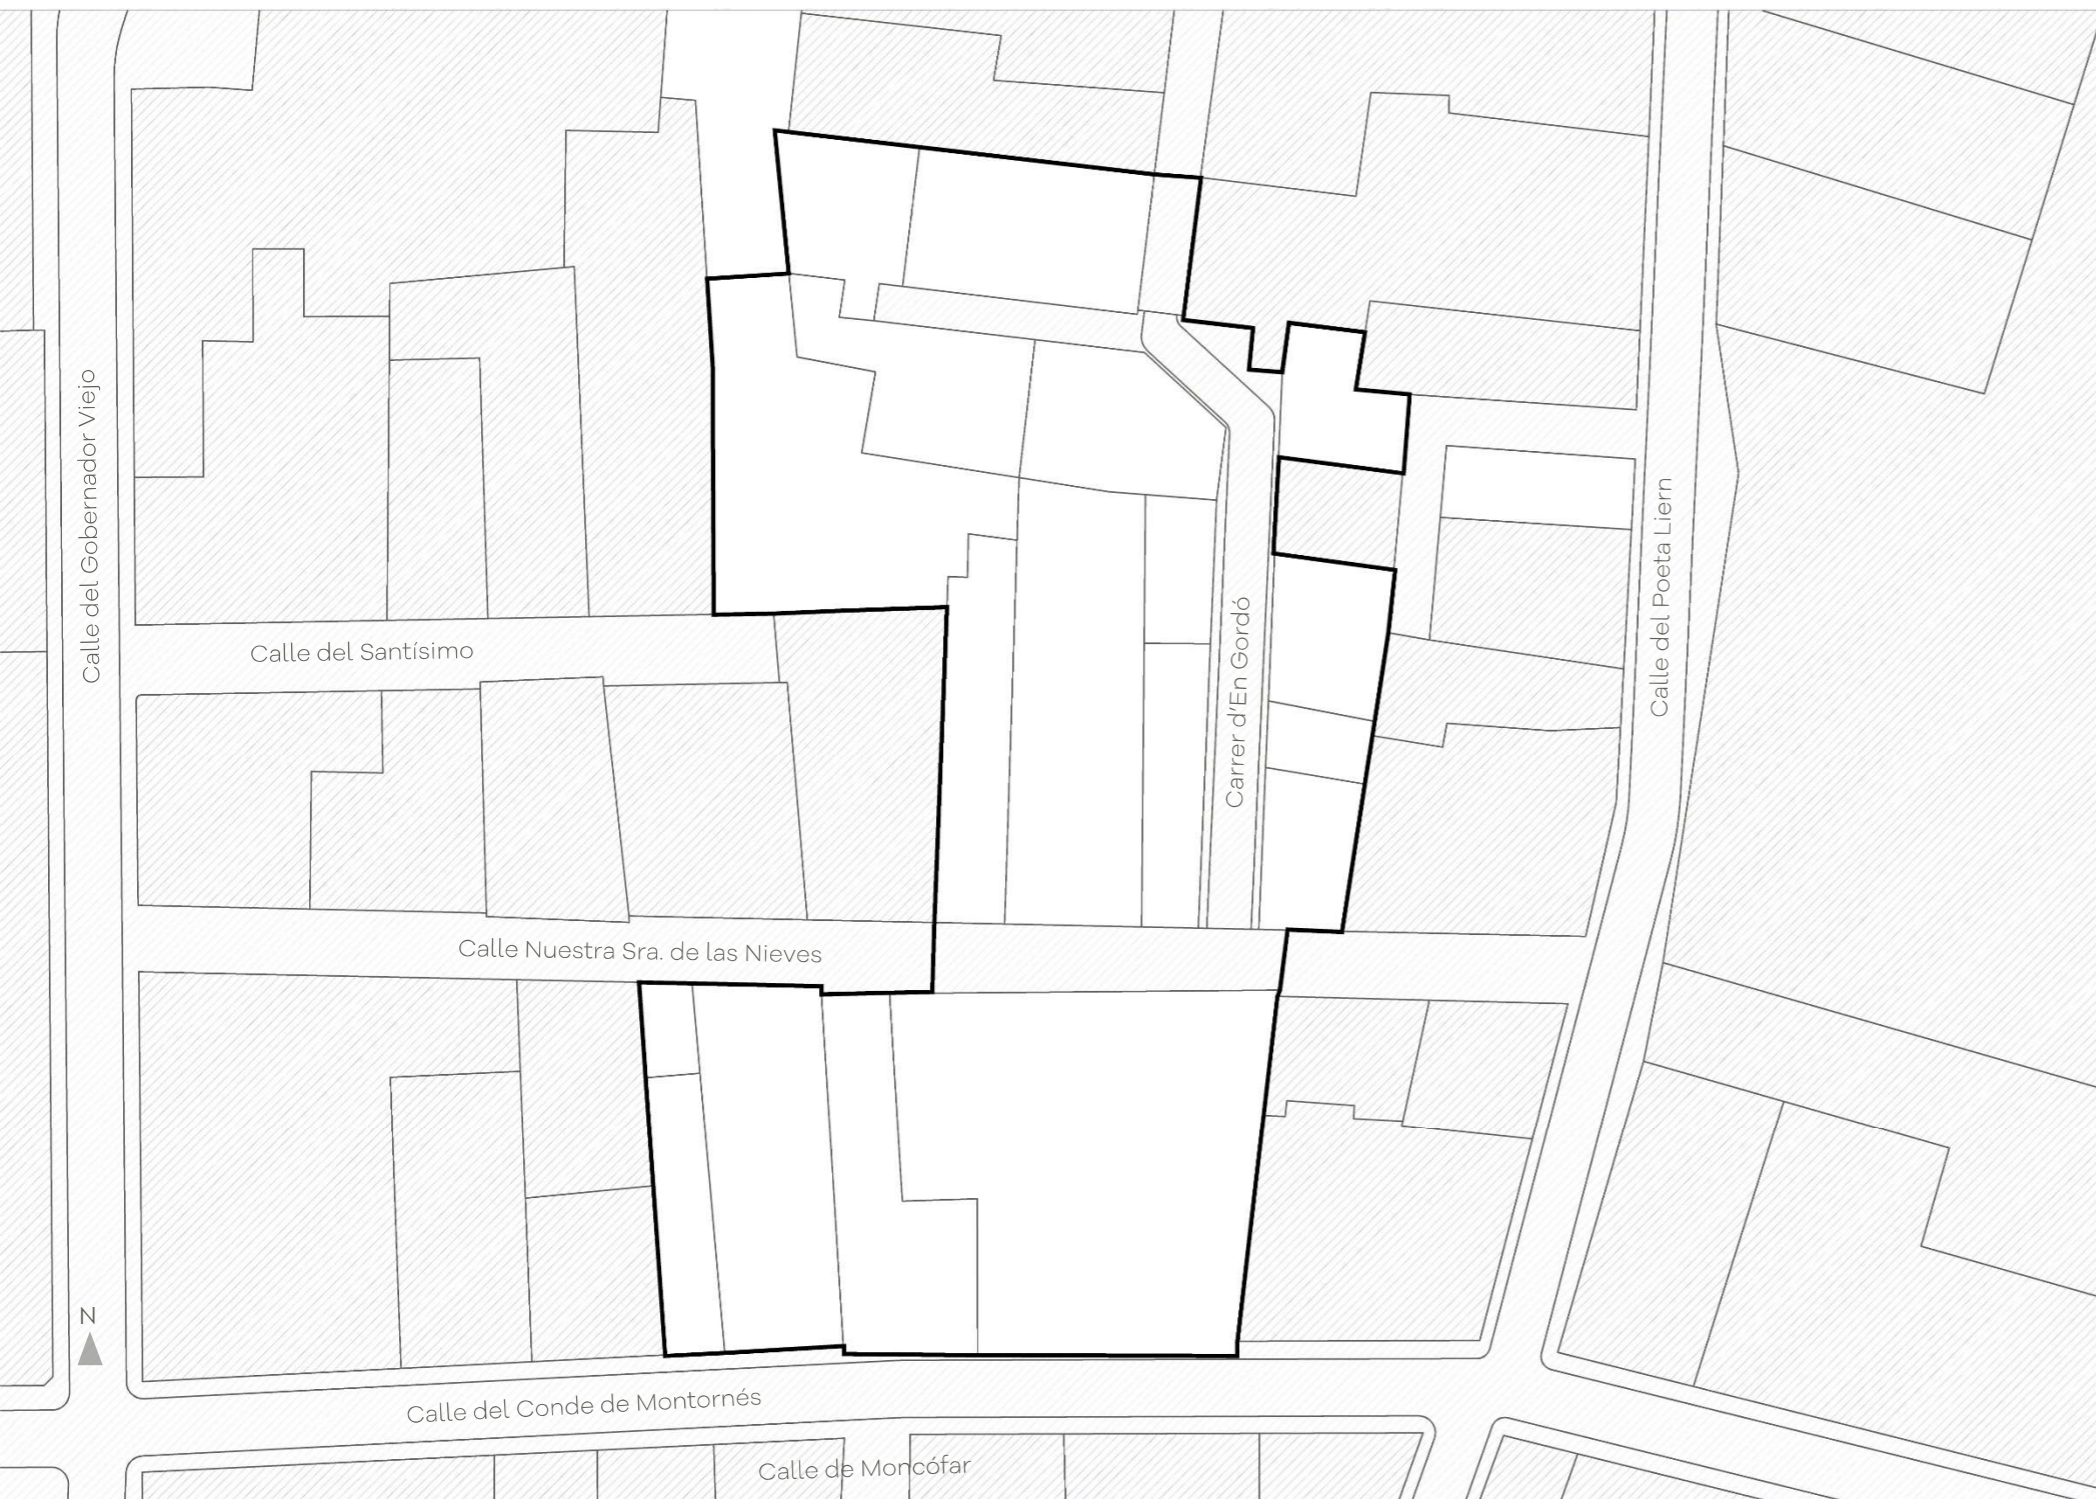 Calle del Gobernador Viejo
Calle del Santísimo
Carrer d'En Gordó
Calle del Poeta Liern
Calle Nuestra Sra. de las Nieves
N
Calle del Conde de Montornés
Calle de Moncófar